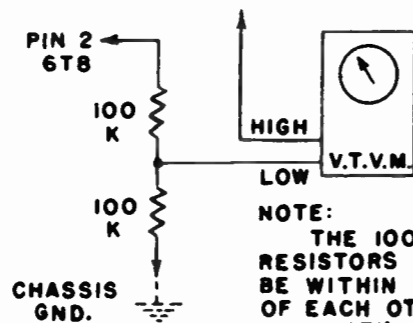 PIN 2
6T8
100
K
HIGH
V.T.V.M.
LOW
100
K
NOTE:
THE 100
RESISTORS
BE WITHIN
OF EACH OT
CHASSIS
GND.